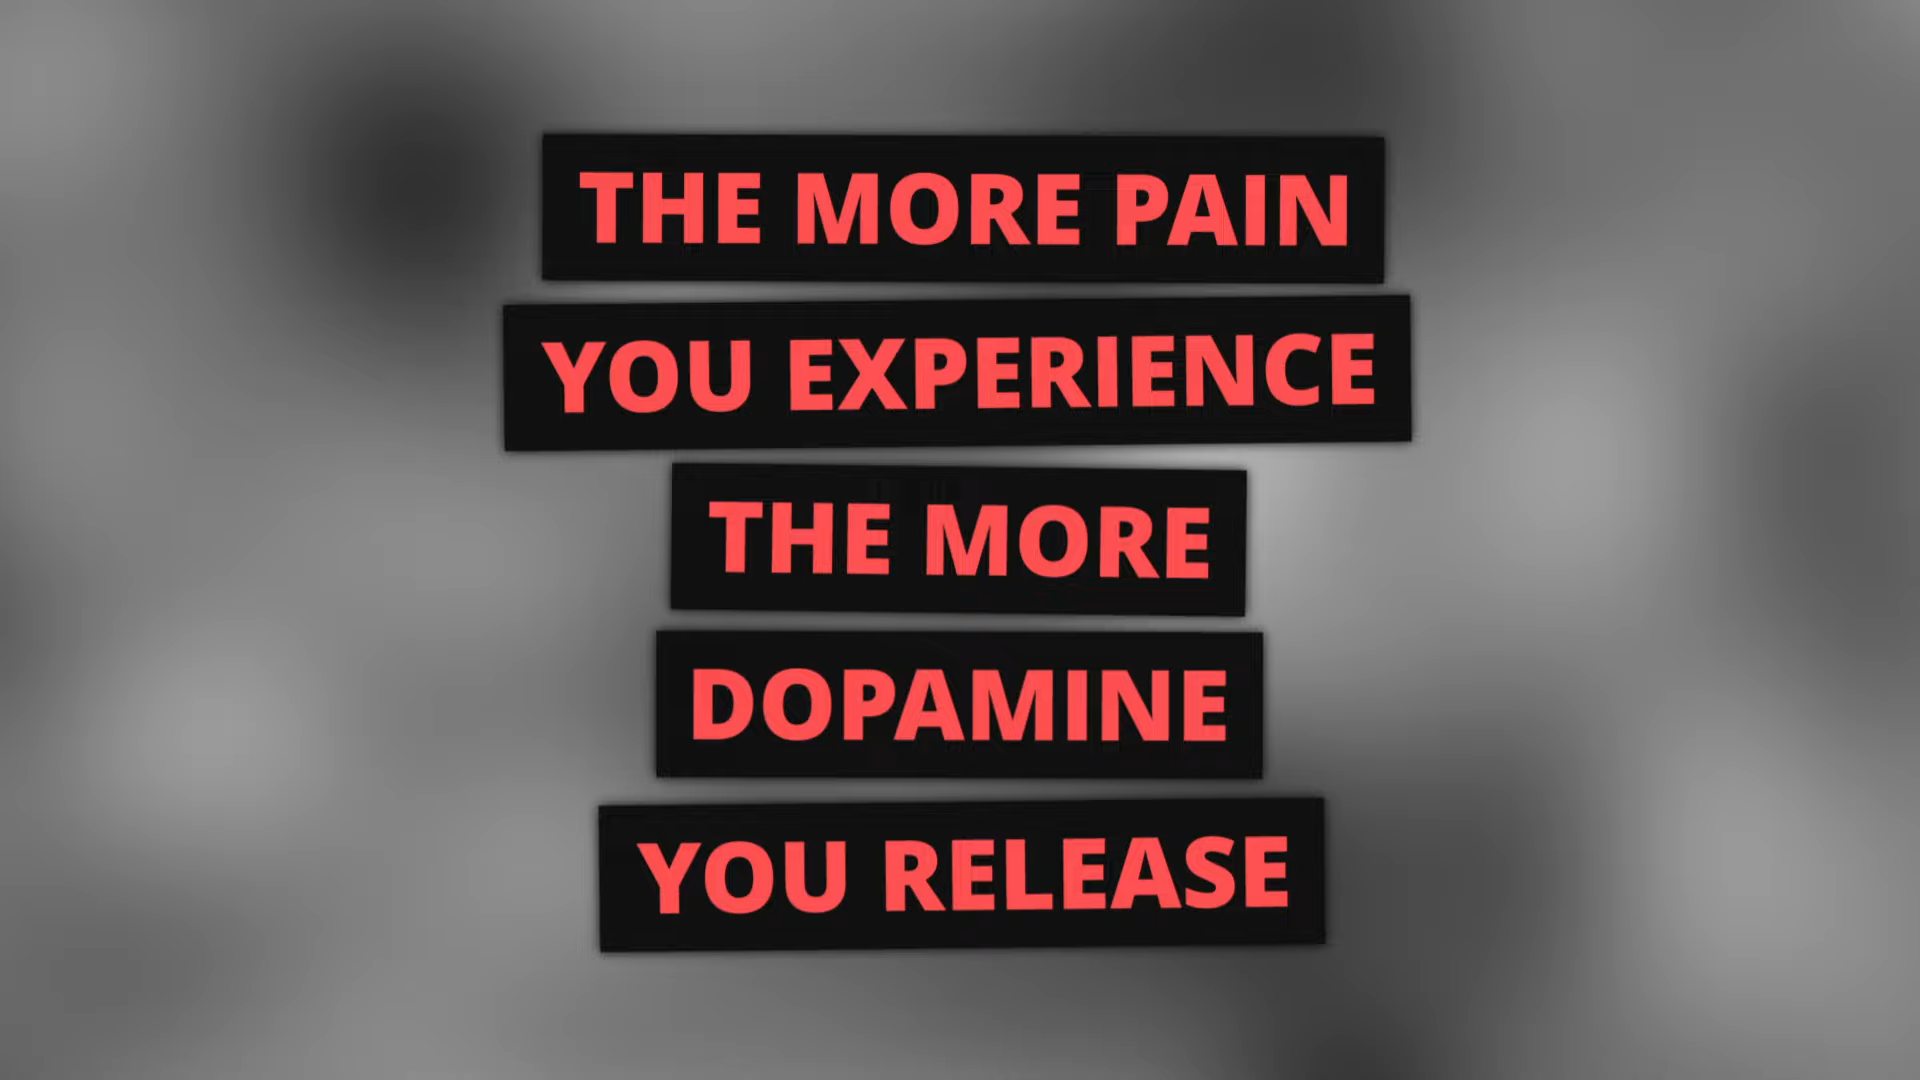 THE MORE PAIN
YOU EXPERIENCE
THE MORE
DOPAMINE
YOU RELEASE